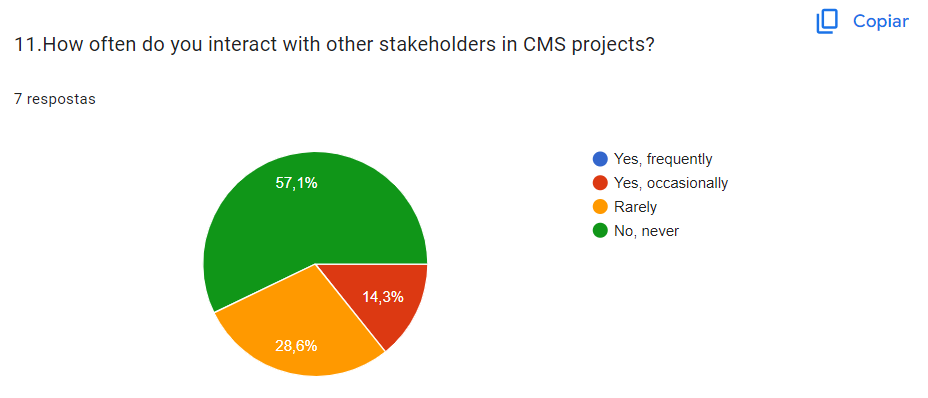 Copiar
11.How often do you interact with other stakeholders in CMS projects?
7 respostas
57,1%
14,3%
28,6%
Yes, frequently
Yes, occasionally
Rarely
No, never